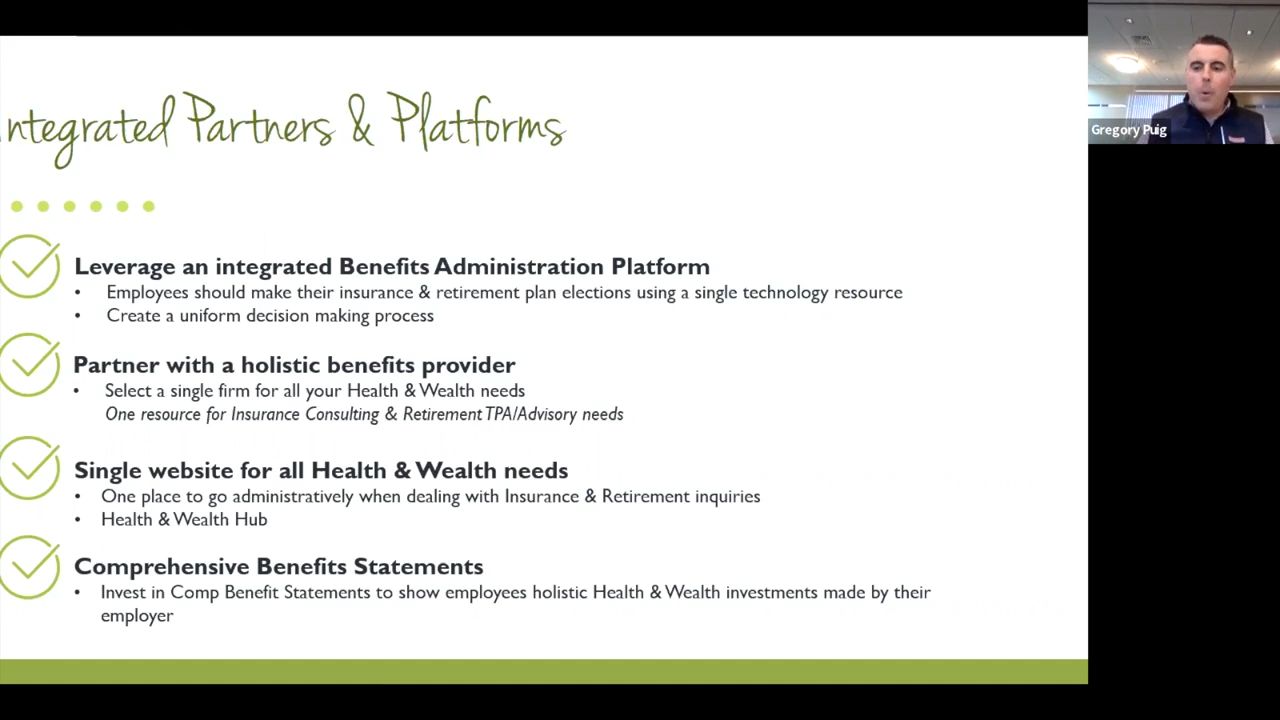 ntegrated Partners & Platforms
Leverage an integrated Benefits Administration Platform
• Employees should make their insurance & retirement plan elections using a single technology resource
• Create a uniform decision making process
Partner with a holistic benefits provider
• Select a single firm for all your Health & Wealth needs
One resource for Insurance Consulting & Retirement TPA/Advisory needs
Single website for all Health & Wealth needs
• One place to go administratively when dealing with Insurance & Retirement inquiries
• Health & Wealth Hub
Comprehensive Benefits Statements
• Invest in Comp Benefit Statements to show employees holistic Health & Wealth investments made by their
employer
Gregory Puig